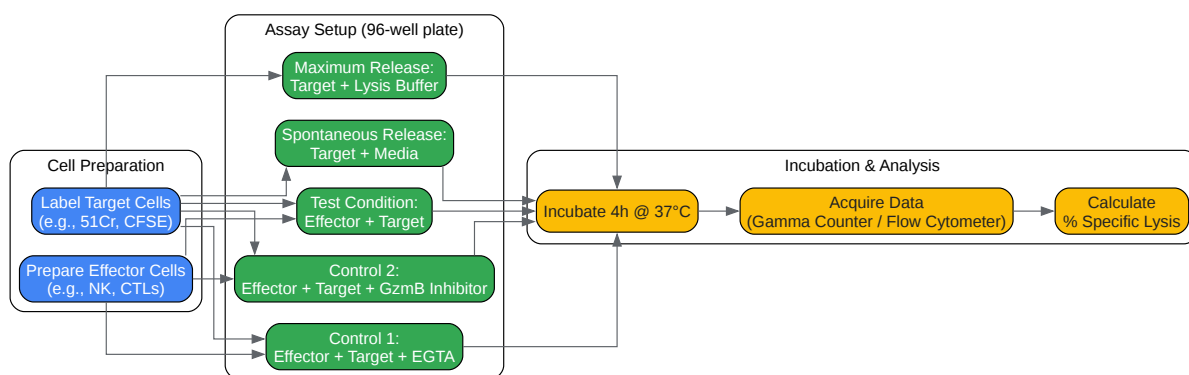 Assay Setup (96-well plate)
Maximum Release:
Target + Lysis Buffer
Spontaneous Release:
Target + Media
Cell Preparation
Incubation & Analysis
Label Target Cells
(e.g., 51Cr, CFSE)
Test Condition:
Effector + Target
Incubate 4h @ 37°C
Acquire Data
(Gamma Counter / Flow Cytometer)
Calculate
% Specific Lysis
Prepare Effector Cells
(e.g., NK, CTLs)
Control 2:
Effector + Target + GzmB Inhibitor
Control 1:
Effector + Target + EGTA